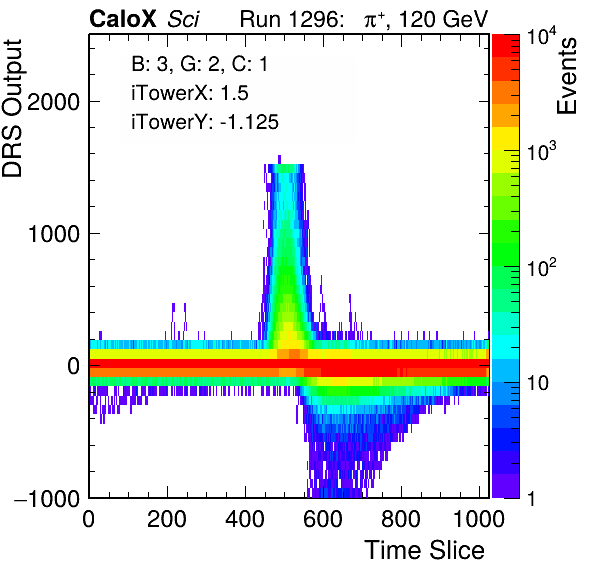 CaloX Sci Run 1296: π⁺, 120 GeV
B: 3, G: 2, C: 1
iTowerX: 1.5
iTowerY: -1.125
DRS Output
2000
1000
0
−1000
0 200 400 600 800 1000
Time Slice
Events
10⁴
10³
10²
10
1